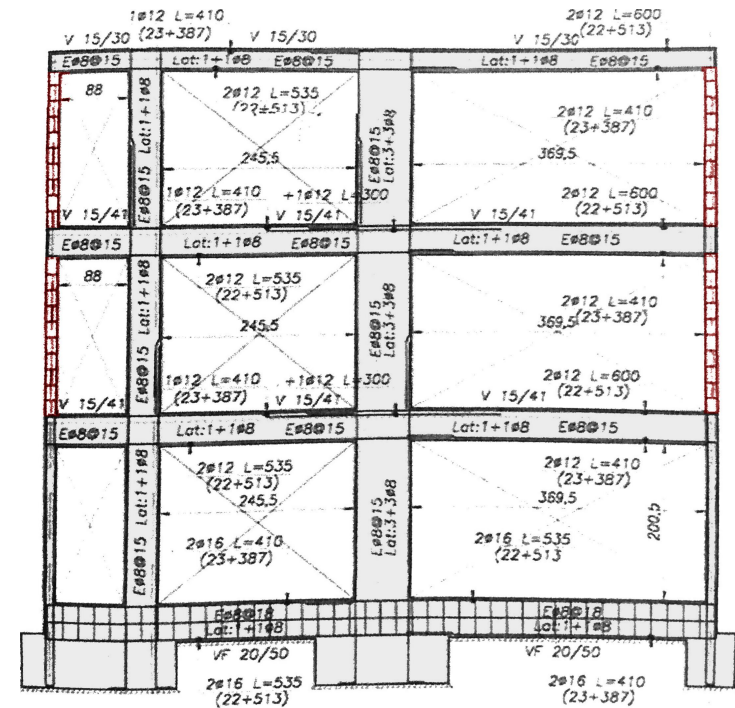 1ø12 L=410
(23+387)
2ø12 L=600
(22+513)
V 15/30
V 15/30
V 15/30
Eø8@15
Lat:1+1ø8
Eø8@15
Lat:1+1ø8
Eø8@15
88
2ø12 L=535
(22+513)
2ø12 L=410
(23+387)
245,5
369,5
Eø8@15 Lat:1+1ø8
Eø8@15
Lat:3+3ø8
1ø12 L=410
(23+387)
+1ø12 L=300
2ø12 L=600
(22+513)
V 15/41
V 15/41
V 15/41
Eø8@15
Lat:1+1ø8
Eø8@15
Lat:1+1ø8
Eø8@15
88
2ø12 L=535
(22+513)
2ø12 L=410
(23+387)
245,5
369,5
Eø8@15 Lat:1+1ø8
Eø8@15
Lat:3+3ø8
1ø12 L=410
(23+387)
+1ø12 L=300
2ø12 L=600
(22+513)
V 15/41
V 15/41
V 15/41
Eø8@15
Lat:1+1ø8
Eø8@15
Lat:1+1ø8
Eø8@15
2ø12 L=535
(22+513)
2ø12 L=410
(23+387)
245,5
369,5
200,5
Eø8@15 Lat:1+1ø8
Eø8@15
Lat:3+3ø8
2ø16 L=410
(23+387)
2ø16 L=535
(22+513
Eø8@18
Lat:1+1ø8
Eø8@18
Lat:1+1ø8
VF 20/50
VF 20/50
2ø16 L=535
(22+513)
2ø16 L=410
(23+387)